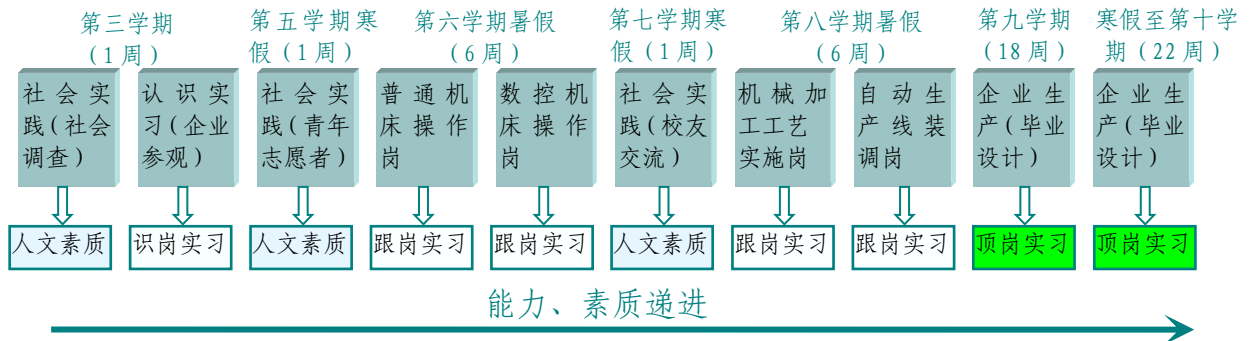 第三学期
（1周）
第五学期寒
假（1周）
第六学期暑假
（6周）
第七学期寒
假（1周）
第八学期暑假
（6周）
第九学期
（18周）
寒假至第十学
期（22周）
社会实
践（社会
调查）
认识实
习（企业
参观）
社会实
践（青年
志愿者）
普通机
床操作
岗
数控机
床操作
岗
社会实
践（校友
交流）
机械加
工工艺
实施岗
自动生
产线装
调岗
企业生
产（毕业
设计）
企业生
产（毕业
设计）
人文素质
识岗实习
人文素质
跟岗实习
跟岗实习
人文素质
跟岗实习
跟岗实习
顶岗实习
顶岗实习
能力、素质递进